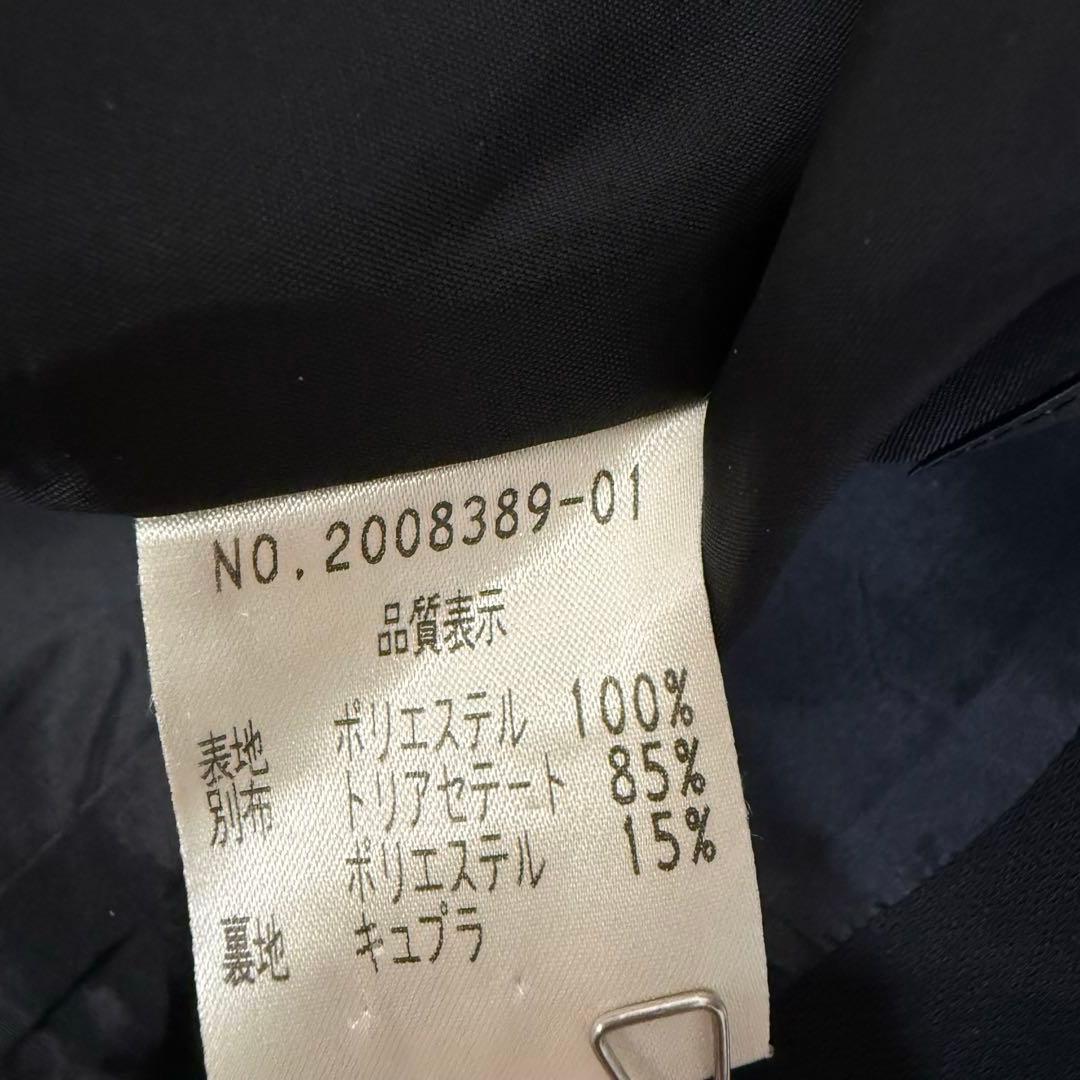 NO.2008389-01
品質表示
表地 ポリエステル 100%
別布 トリアセテート 85%
ポリエステル 15%
裏地 キュプラ